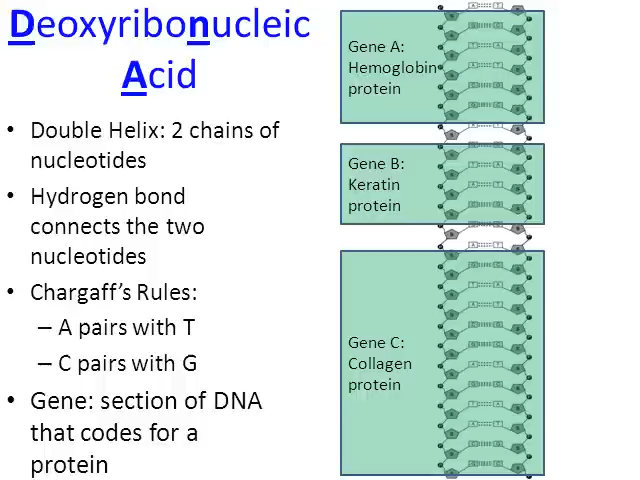 Deoxyribonucleic
Acid
• Double Helix: 2 chains of
nucleotides
• Hydrogen bond
connects the two
nucleotides
• Chargaff’s Rules:
– A pairs with T
– C pairs with G
• Gene: section of DNA
that codes for a
protein
Gene A:
Hemoglobin
protein
Gene B:
Keratin
protein
Gene C:
Collagen
protein